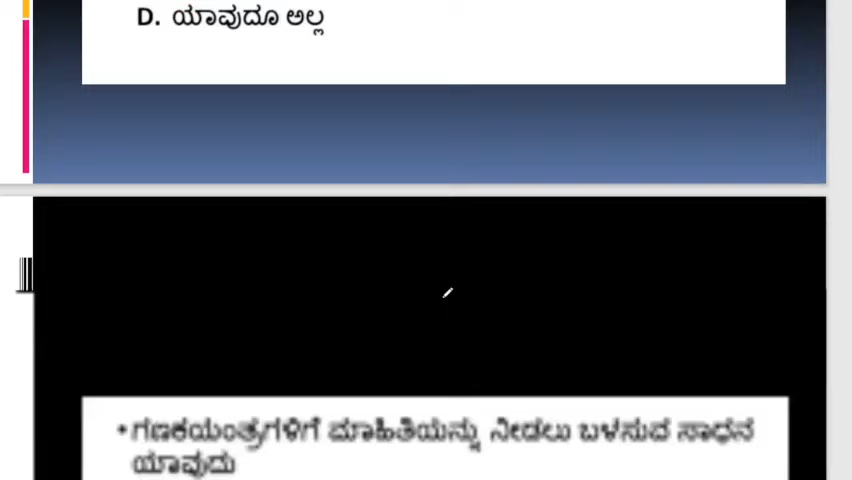 D. ಯಾವುದೂ ಅಲ್ಲ
• ಗಣಕಯಂತ್ರಗಳಿಗೆ ಮಾಹಿತಿಯನ್ನು ನೀಡಲು ಬಳಸುವ ಸಾಧನ
ಯಾವುದು